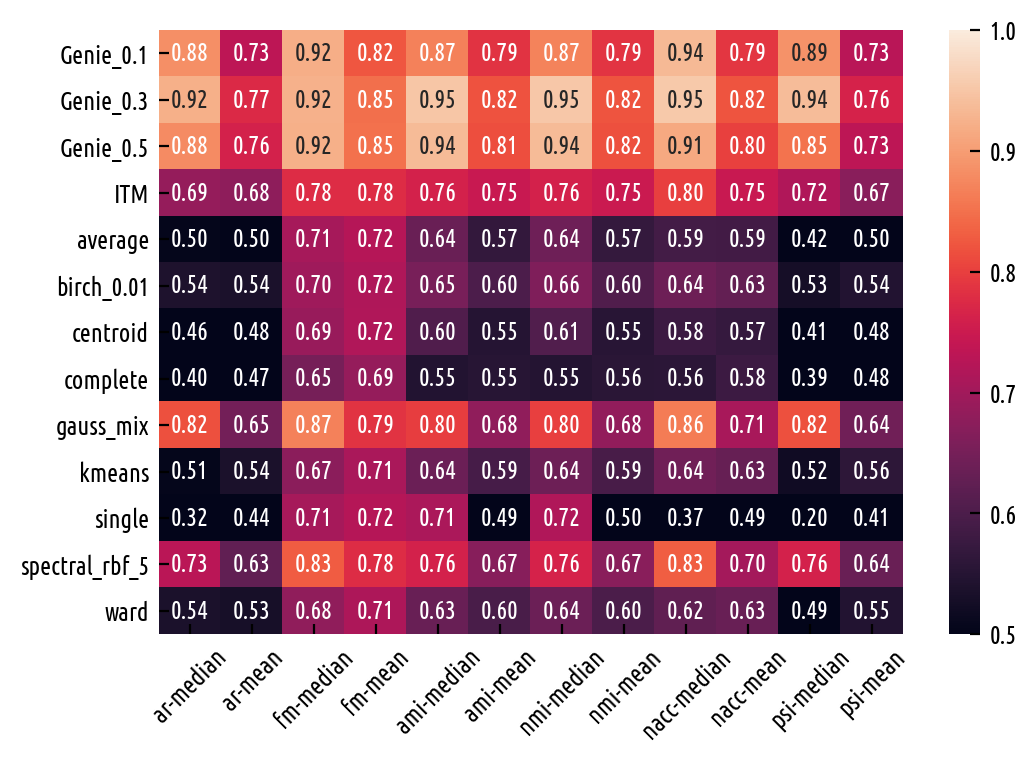 Genie_0.1 0.88 0.73 0.92 0.82 0.87 0.79 0.87 0.79 0.94 0.79 0.89 0.73
Genie_0.3 0.92 0.77 0.92 0.85 0.95 0.82 0.95 0.82 0.95 0.82 0.94 0.76
Genie_0.5 0.88 0.76 0.92 0.85 0.94 0.81 0.94 0.82 0.91 0.80 0.85 0.73
ITM 0.69 0.68 0.78 0.78 0.76 0.75 0.76 0.75 0.80 0.75 0.72 0.67
average 0.50 0.50 0.71 0.72 0.64 0.57 0.64 0.57 0.59 0.59 0.42 0.50
birch_0.01 0.54 0.54 0.70 0.72 0.65 0.60 0.66 0.60 0.64 0.63 0.53 0.54
centroid 0.46 0.48 0.69 0.72 0.60 0.55 0.61 0.55 0.58 0.57 0.41 0.48
complete 0.40 0.47 0.65 0.69 0.55 0.55 0.55 0.56 0.56 0.58 0.39 0.48
gauss_mix 0.82 0.65 0.87 0.79 0.80 0.68 0.80 0.68 0.86 0.71 0.82 0.64
kmeans 0.51 0.54 0.67 0.71 0.64 0.59 0.64 0.59 0.64 0.63 0.52 0.56
single 0.32 0.44 0.71 0.72 0.71 0.49 0.72 0.50 0.37 0.49 0.20 0.41
spectral_rbf_5 0.73 0.63 0.83 0.78 0.76 0.67 0.76 0.67 0.83 0.70 0.76 0.64
ward 0.54 0.53 0.68 0.71 0.63 0.60 0.64 0.60 0.62 0.63 0.49 0.55
ar-median ar-mean fm-median fm-mean ami-median ami-mean nmi-median nmi-mean nacc-median nacc-mean psi-median psi-mean
1.0
0.9
0.8
0.7
0.6
0.5